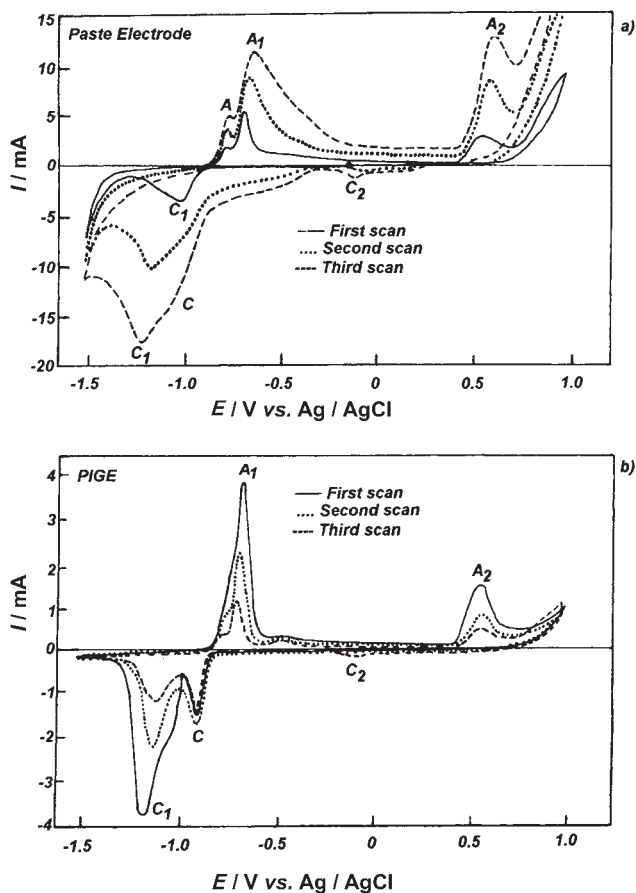 a)
Paste Electrode
A1
A2
A
15
10
5
0
-5
-10
-15
-20
I / mA
C1
C2
C
C1
First scan
Second scan
Third scan
-1.5 -1.0 -0.5 0 0.5 1.0
E / V vs. Ag / AgCl
b)
PIGE
A1
A2
4
3
2
1
0
-1
-2
-3
-4
I / mA
First scan
Second scan
Third scan
C2
C
C1
-1.5 -1.0 -0.5 0 0.5 1.0
E / V vs. Ag / AgCl